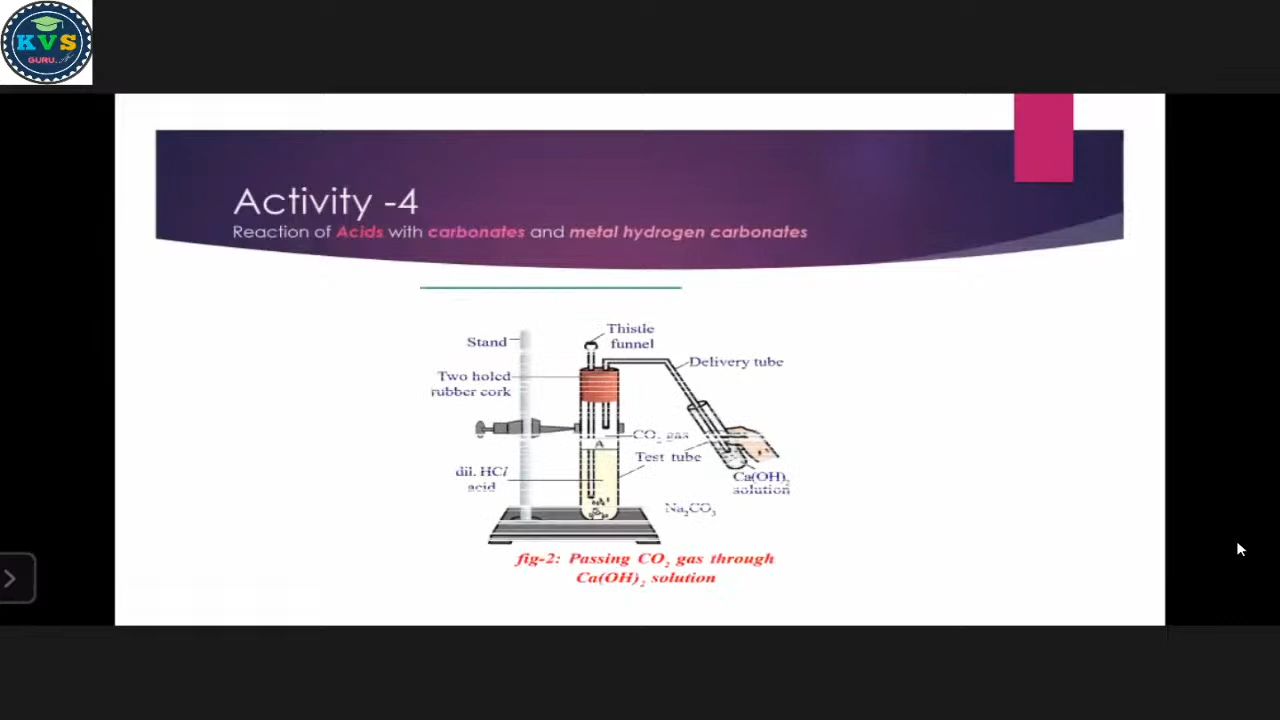 KVS
GURU
Activity -4
Reaction of Acids with carbonates and metal hydrogen carbonates
Thistle
funnel
Stand
Delivery tube
Two holed
rubber cork
CO₂ gas
A
Test tube
dil. HCl
acid
Ca(OH)₂
solution
Na₂CO₃
fig-2: Passing CO₂ gas through
Ca(OH)₂ solution